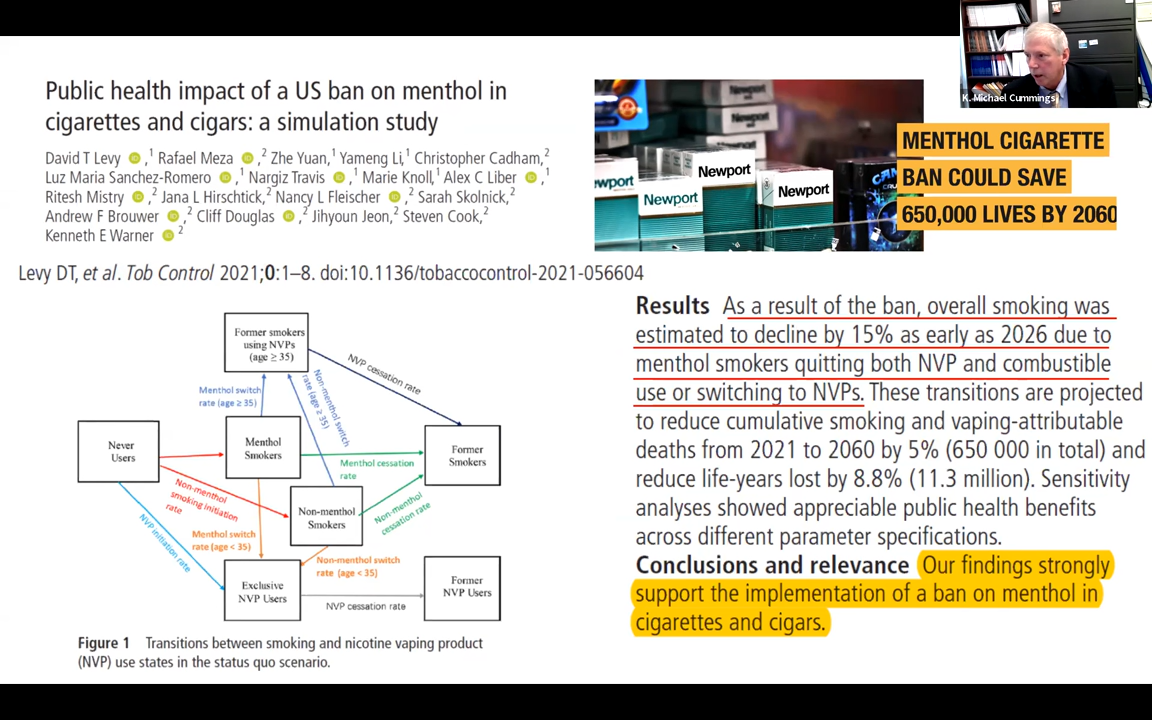 K. Michael Cummings
Public health impact of a US ban on menthol in
cigarettes and cigars: a simulation study
David T Levy iD ,1 Rafael Meza iD ,2 Zhe Yuan,1 Yameng Li,1 Christopher Cadham,2
Luz Maria Sanchez-Romero iD ,1 Nargiz Travis iD ,1 Marie Knoll,1 Alex C Liber iD ,1
Ritesh Mistry iD ,2 Jana L Hirschtick,2 Nancy L Fleischer iD ,2 Sarah Skolnick,2
Andrew F Brouwer iD ,2 Cliff Douglas iD ,2 Jihyoun Jeon,2 Steven Cook,2
Kenneth E Warner iD 2
Levy DT, et al. Tob Control 2021;0:1–8. doi:10.1136/tobaccocontrol-2021-056604
Newport
Newport
Newport
wport
MENTHOL CIGARETTE
BAN COULD SAVE
650,000 LIVES BY 2060
Former smokers
using NVPs
(age ≥ 35)
NVP cessation rate
Menthol switch
rate (age ≥ 35)
Non-menthol switch
rate (age ≥ 35)
Never
Users
Menthol
Smokers
Former
Smokers
Menthol cessation
rate
Non-menthol
smoking initiation
rate
Non-menthol
Smokers
Non-menthol
cessation rate
NVP initiation rate
Menthol switch
rate (age < 35)
Non-menthol switch
rate (age < 35)
Exclusive
NVP Users
NVP cessation rate
Former
NVP Users
Figure 1 Transitions between smoking and nicotine vaping product
(NVP) use states in the status quo scenario.
Results As a result of the ban, overall smoking was
estimated to decline by 15% as early as 2026 due to
menthol smokers quitting both NVP and combustible
use or switching to NVPs. These transitions are projected
to reduce cumulative smoking and vaping-attributable
deaths from 2021 to 2060 by 5% (650 000 in total) and
reduce life-years lost by 8.8% (11.3 million). Sensitivity
analyses showed appreciable public health benefits
across different parameter specifications.
Conclusions and relevance Our findings strongly
support the implementation of a ban on menthol in
cigarettes and cigars.